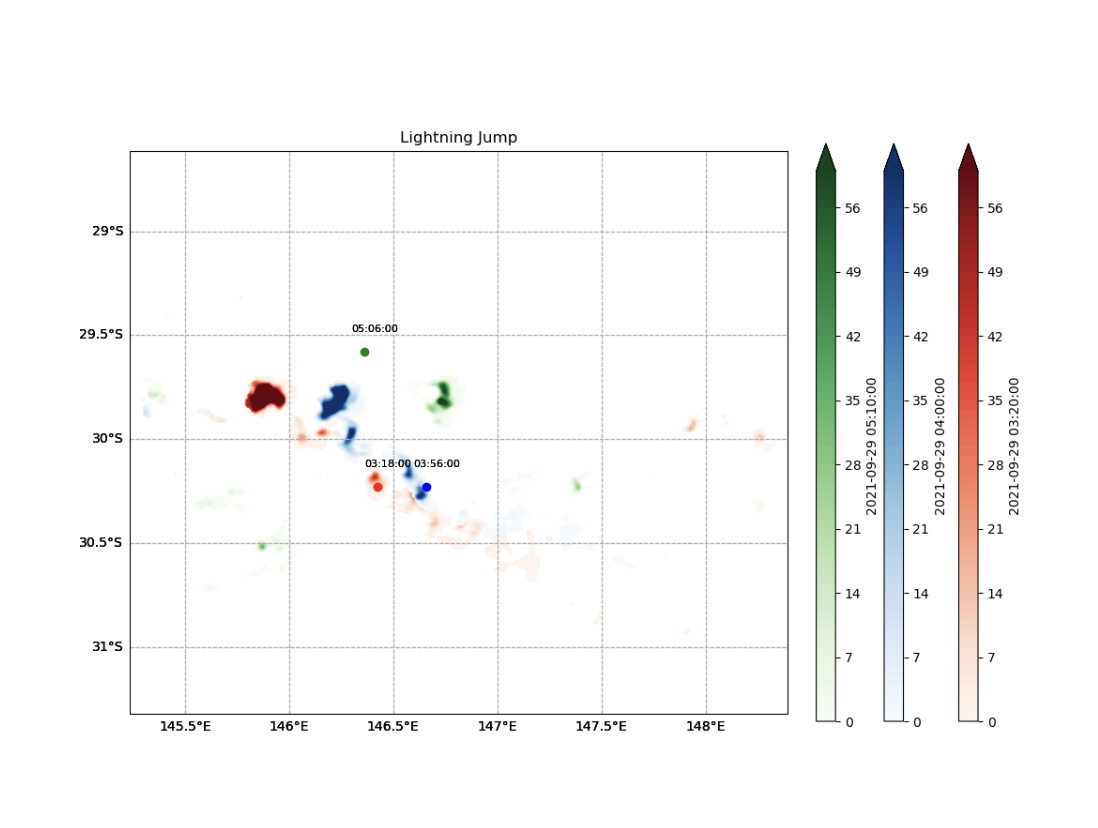 Lightning Jump
29°S
29.5°S
30°S
30.5°S
31°S
145.5°E
146°E
146.5°E
147°E
147.5°E
148°E
05:06:00
03:18:00
03:56:00
56
49
42
35
28
21
14
7
0
2021-09-29 05:10:00
56
49
42
35
28
21
14
7
0
2021-09-29 04:00:00
56
49
42
35
28
21
14
7
0
2021-09-29 03:20:00